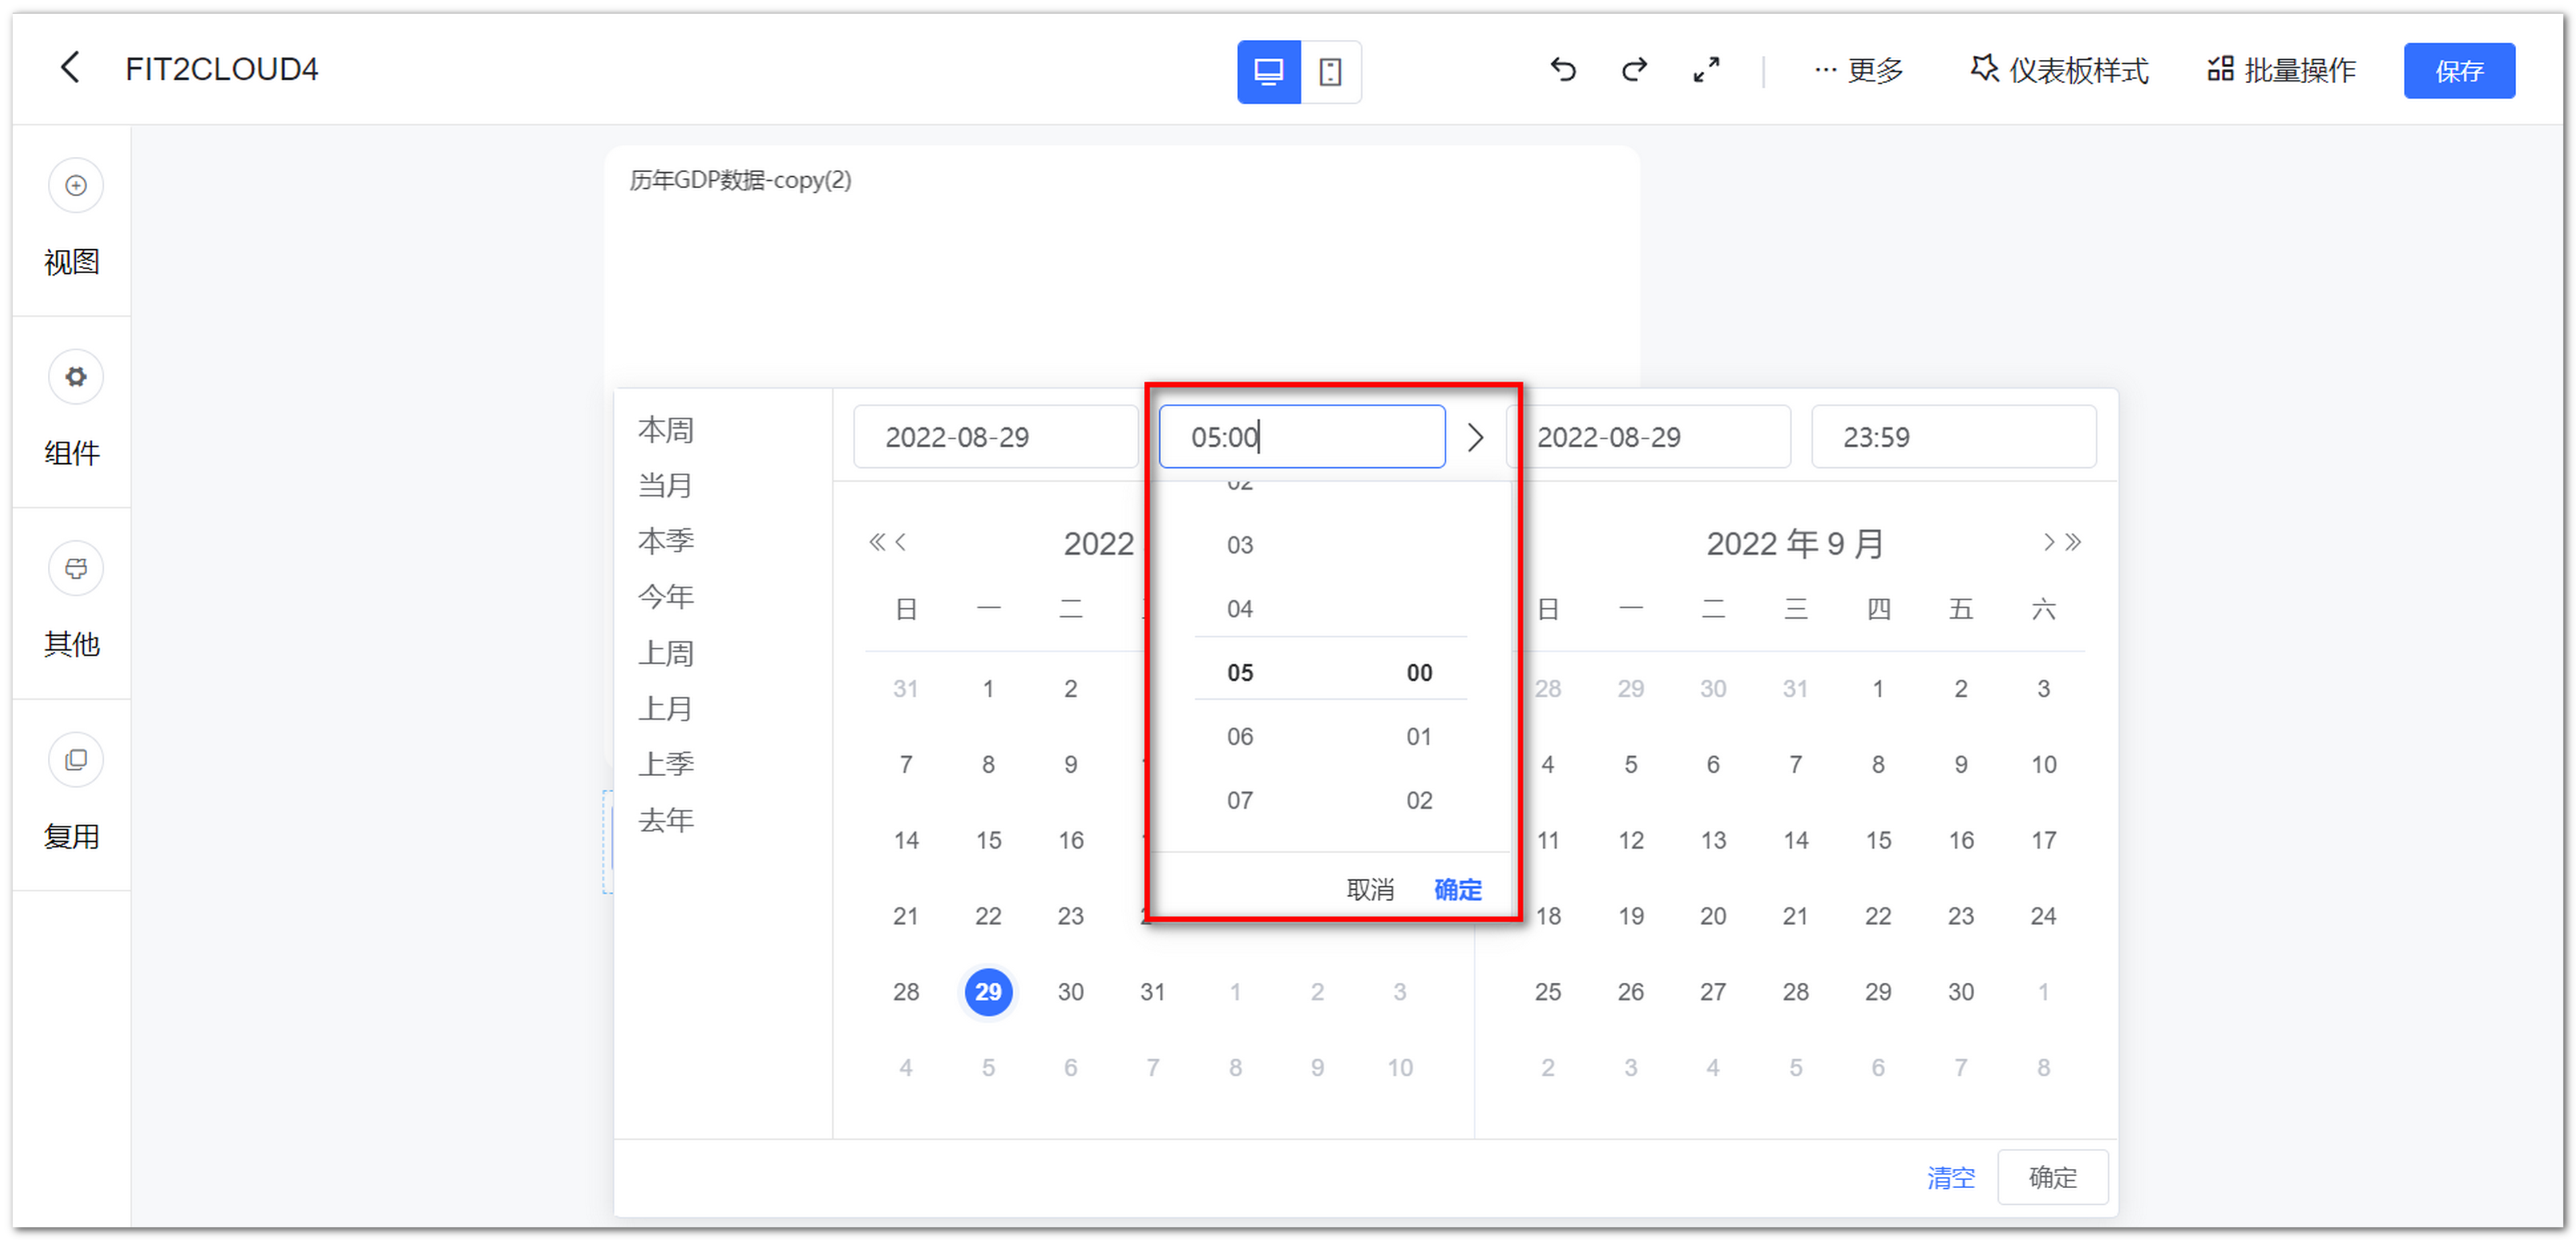 FIT2CLOUD4
更多
仪表板样式
批量操作
保存
视图
组件
其他
复用
历年GDP数据-copy(2)
本周
当月
本季
今年
上周
上月
上季
去年
2022-08-29
05:00
2022-08-29
23:59
02
03
04
05 00
06 01
07 02
取消 确定
2022
日 一 二
31 1 2
7 8 9
14 15 16
21 22 23
28 29 30 31 1 2 3
4 5 6 7 8 9 10
2022 年 9 月
日 一 二 三 四 五 六
28 29 30 31 1 2 3
4 5 6 7 8 9 10
11 12 13 14 15 16 17
18 19 20 21 22 23 24
25 26 27 28 29 30 1
2 3 4 5 6 7 8
清空 确定